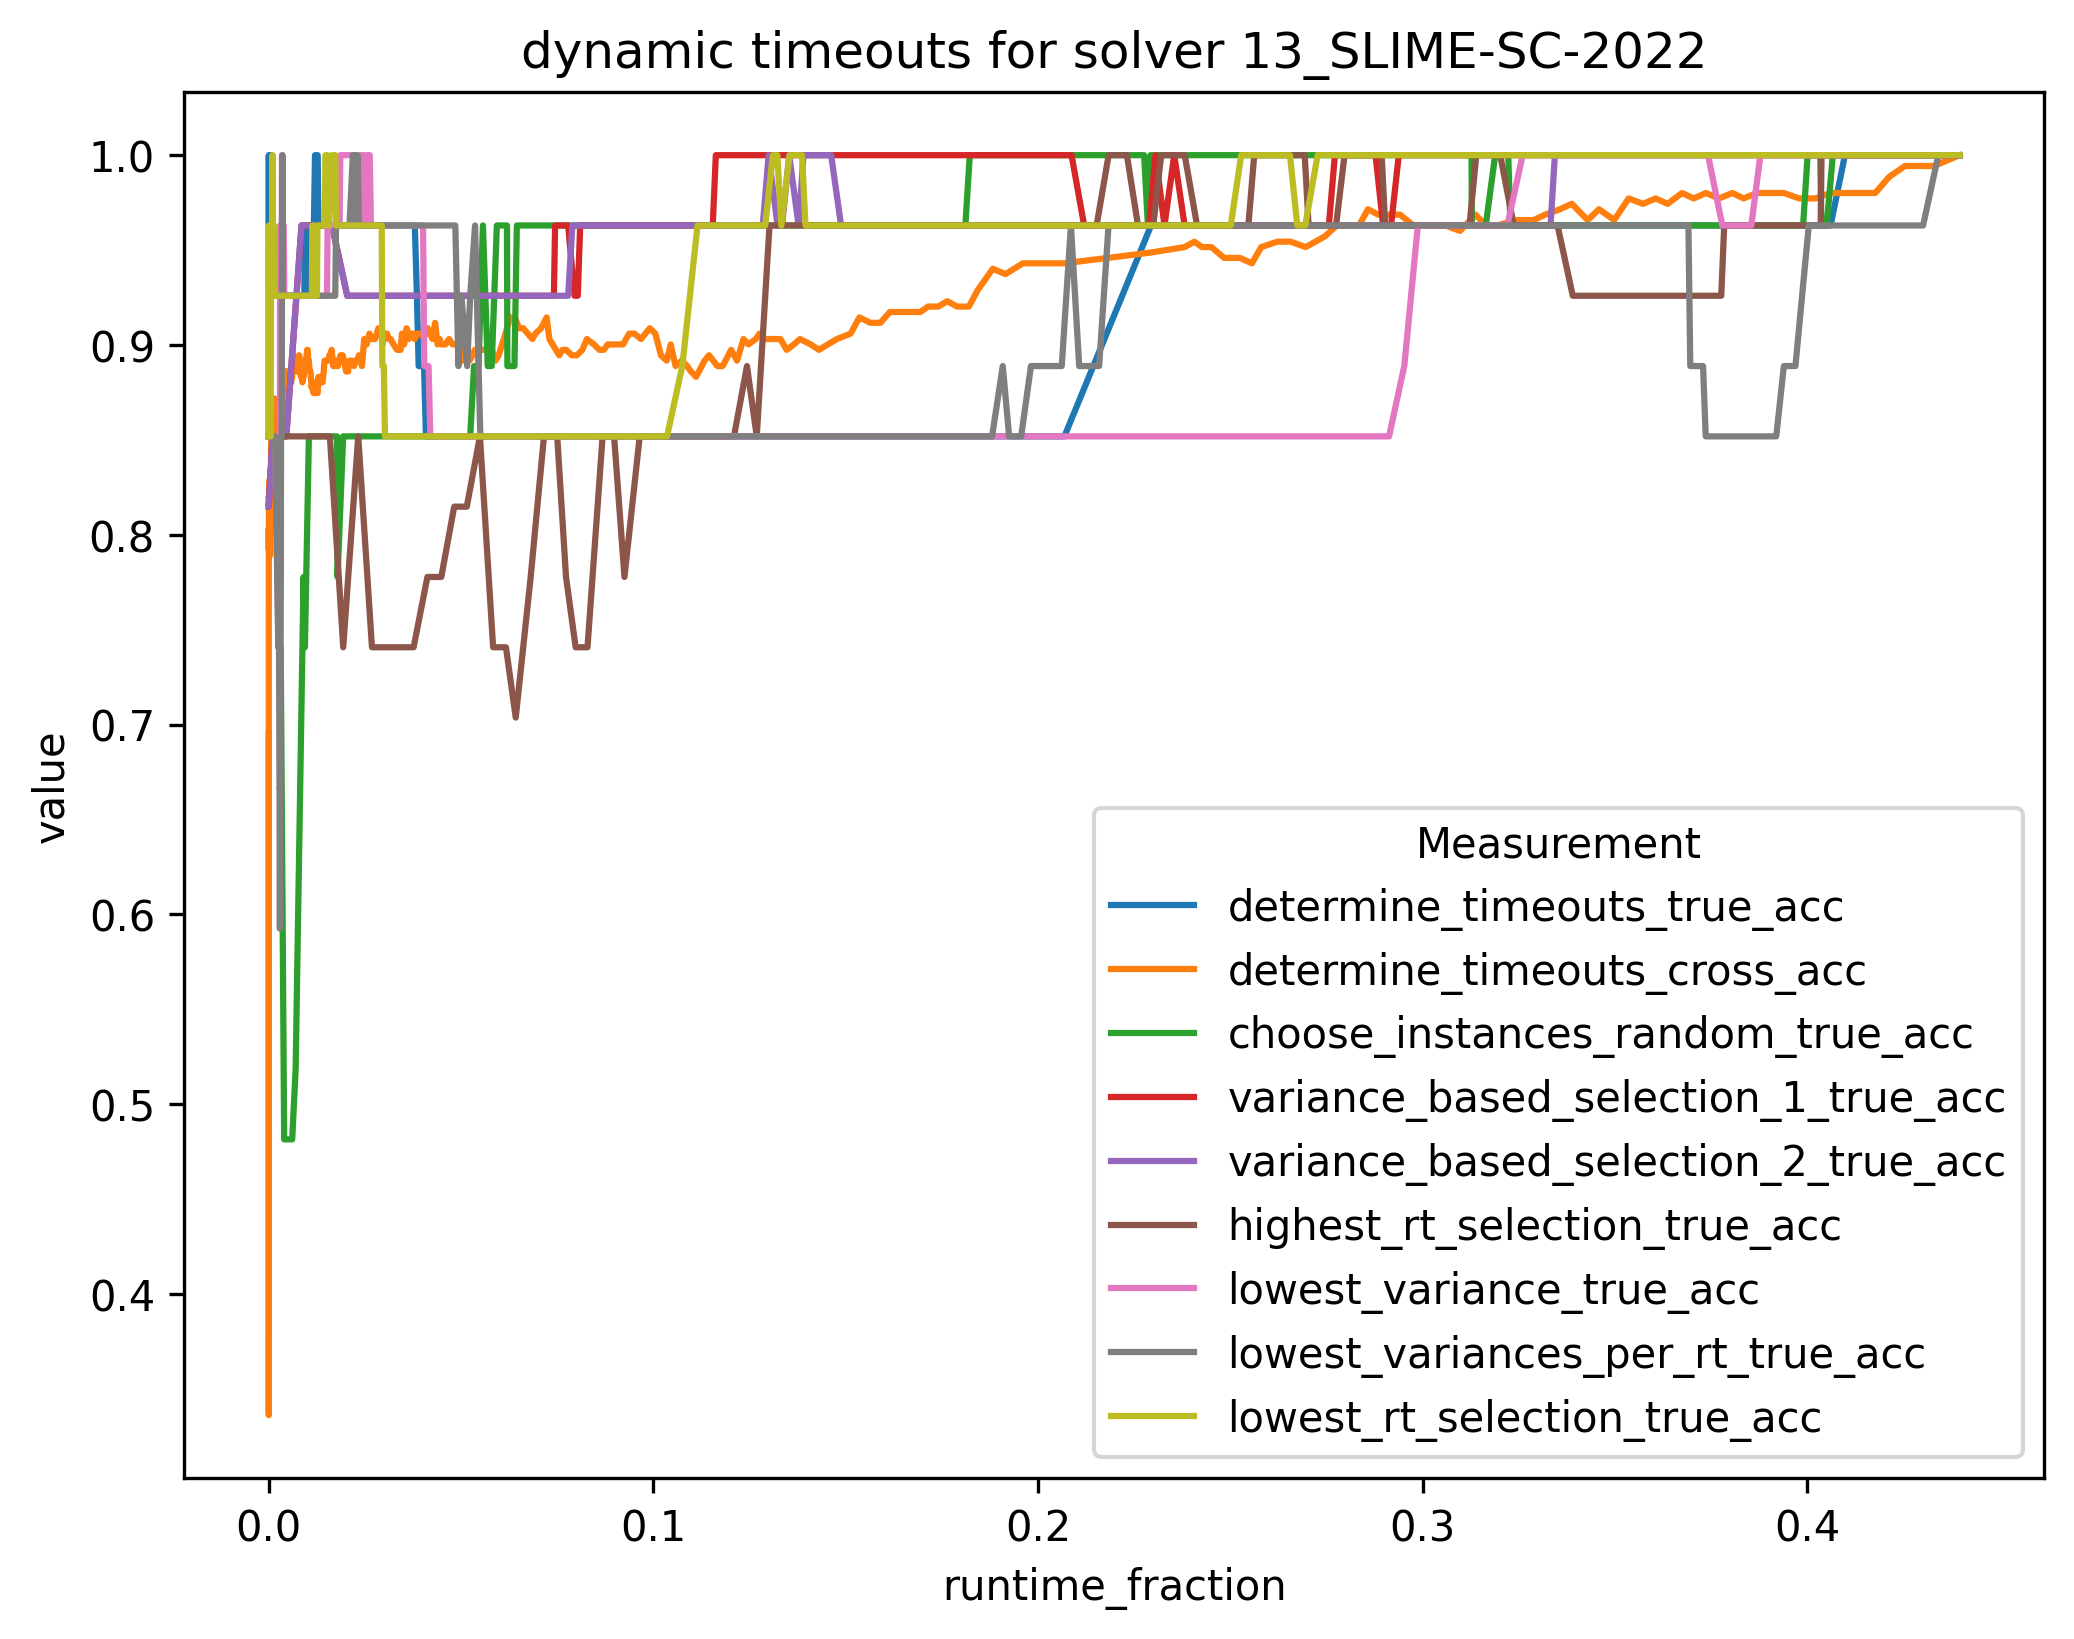 dynamic timeouts for solver 13_SLIME-SC-2022
1.0
0.9
0.8
0.7
0.6
0.5
0.4
value
0.0 0.1 0.2 0.3 0.4
runtime_fraction
Measurement
determine_timeouts_true_acc
determine_timeouts_cross_acc
choose_instances_random_true_acc
variance_based_selection_1_true_acc
variance_based_selection_2_true_acc
highest_rt_selection_true_acc
lowest_variance_true_acc
lowest_variances_per_rt_true_acc
lowest_rt_selection_true_acc